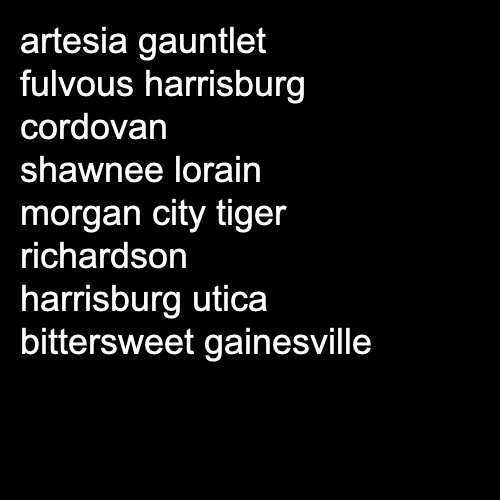 artesia gauntlet
fulvous harrisburg
cordovan
shawnee lorain
morgan city tiger
richardson
harrisburg utica
bittersweet gainesville